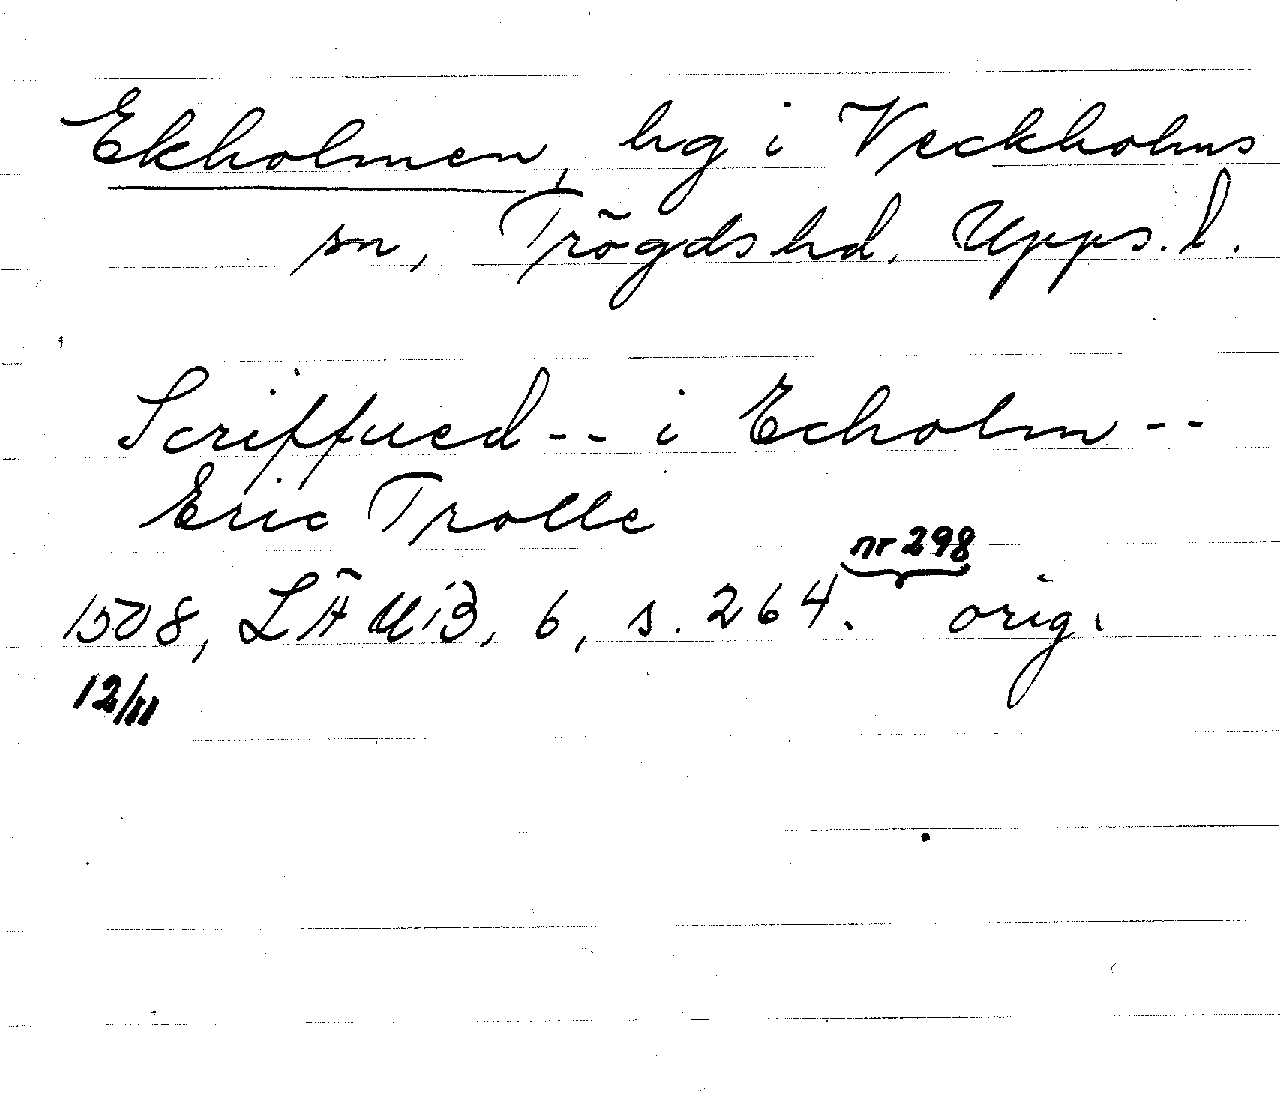 Ekholmen, hg i Veckholms
sn, Trögds hd. Upps. l.
Scriffued -- i Echolm --
Eric Trolle
nr 298
1508, LÄUB, 6, s. 264. orig.
12/11